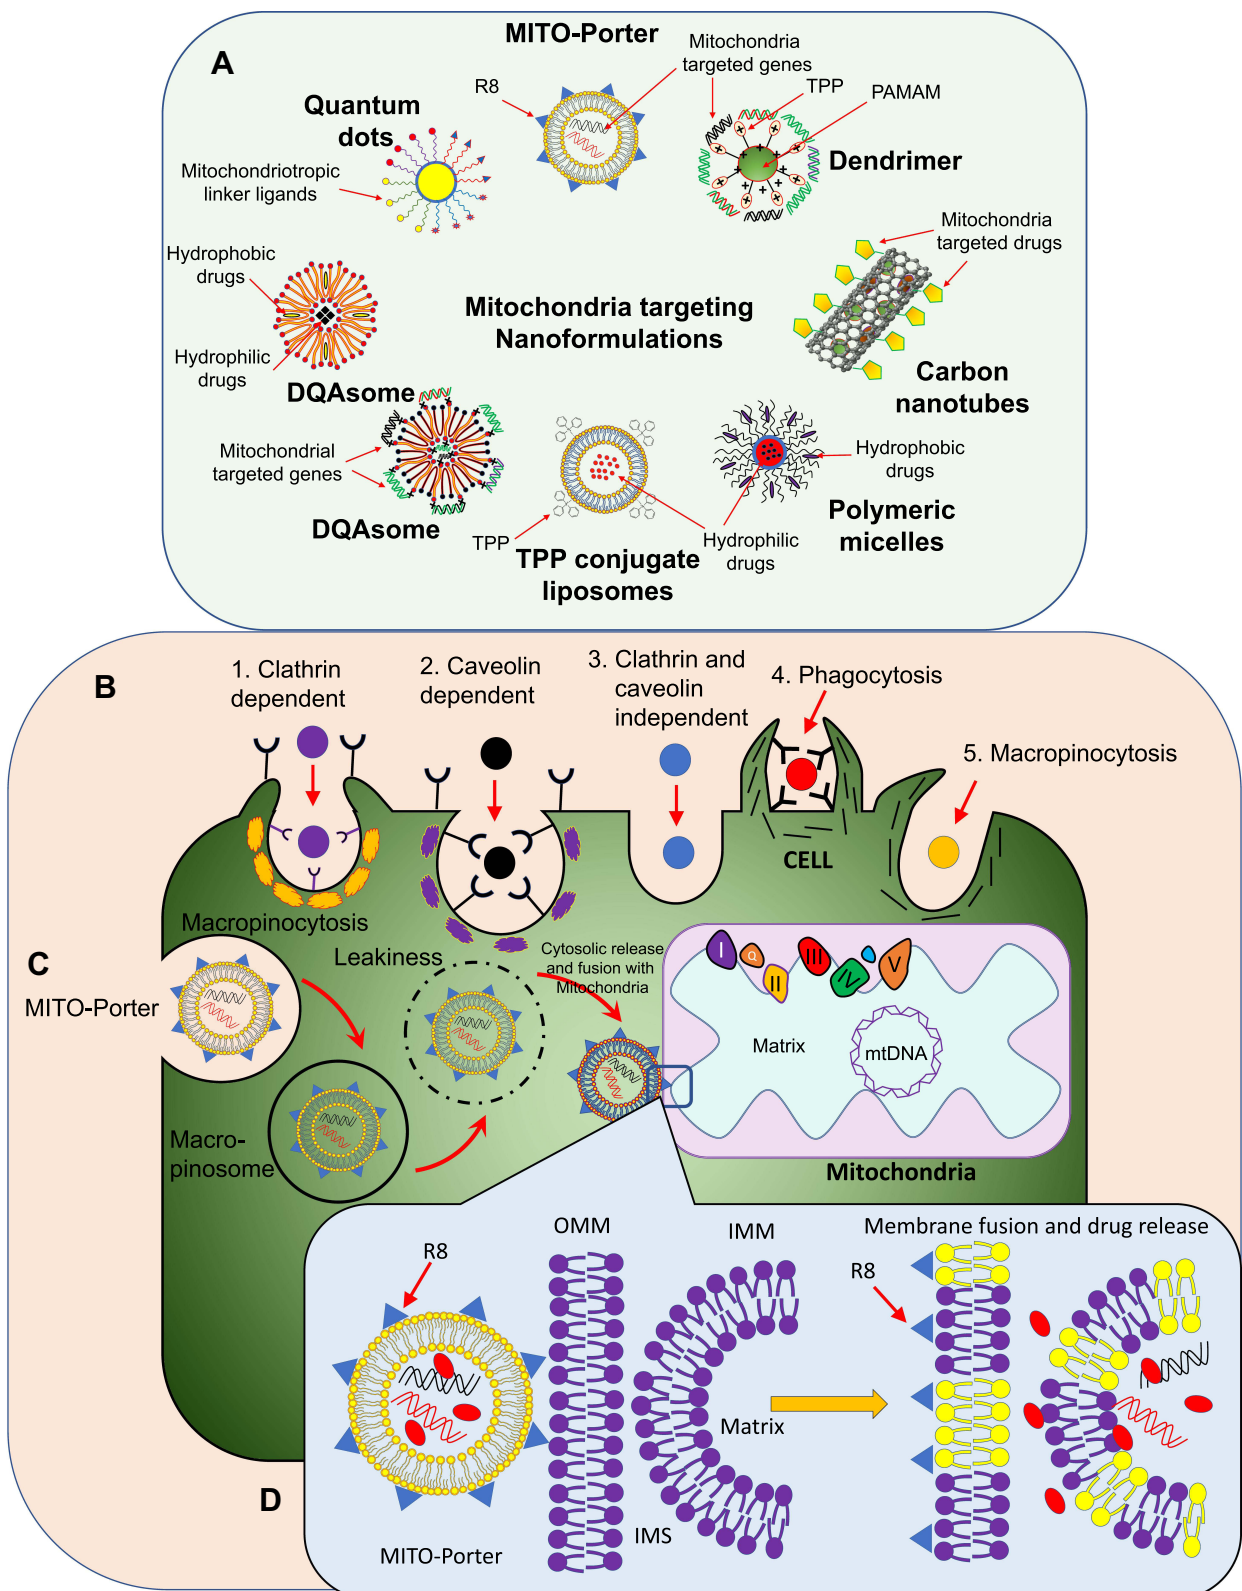 A
MITO-Porter
Mitochondria
targeted genes
R8
TPP
PAMAM
Quantum
dots
Dendrimer
Mitochondriotropic
linker ligands
Mitochondria
targeted drugs
Hydrophobic
drugs
Mitochondria targeting
Nanoformulations
Hydrophilic
drugs
DQAsome
Carbon
nanotubes
Mitochondrial
targeted genes
Hydrophobic
drugs
DQAsome
TPP
TPP conjugate
liposomes
Hydrophilic
drugs
Polymeric
micelles
B
1. Clathrin
dependent
2. Caveolin
dependent
3. Clathrin and
caveolin
independent
4. Phagocytosis
5. Macropinocytosis
CELL
C
Macropinocytosis
MITO-Porter
Leakiness
Cytosolic release
and fusion with
Mitochondria
I
Q
II
III
IV
V
Matrix
mtDNA
Macro-
pinosome
Mitochondria
D
R8
OMM
IMM
Membrane fusion and drug release
R8
Matrix
IMS
MITO-Porter